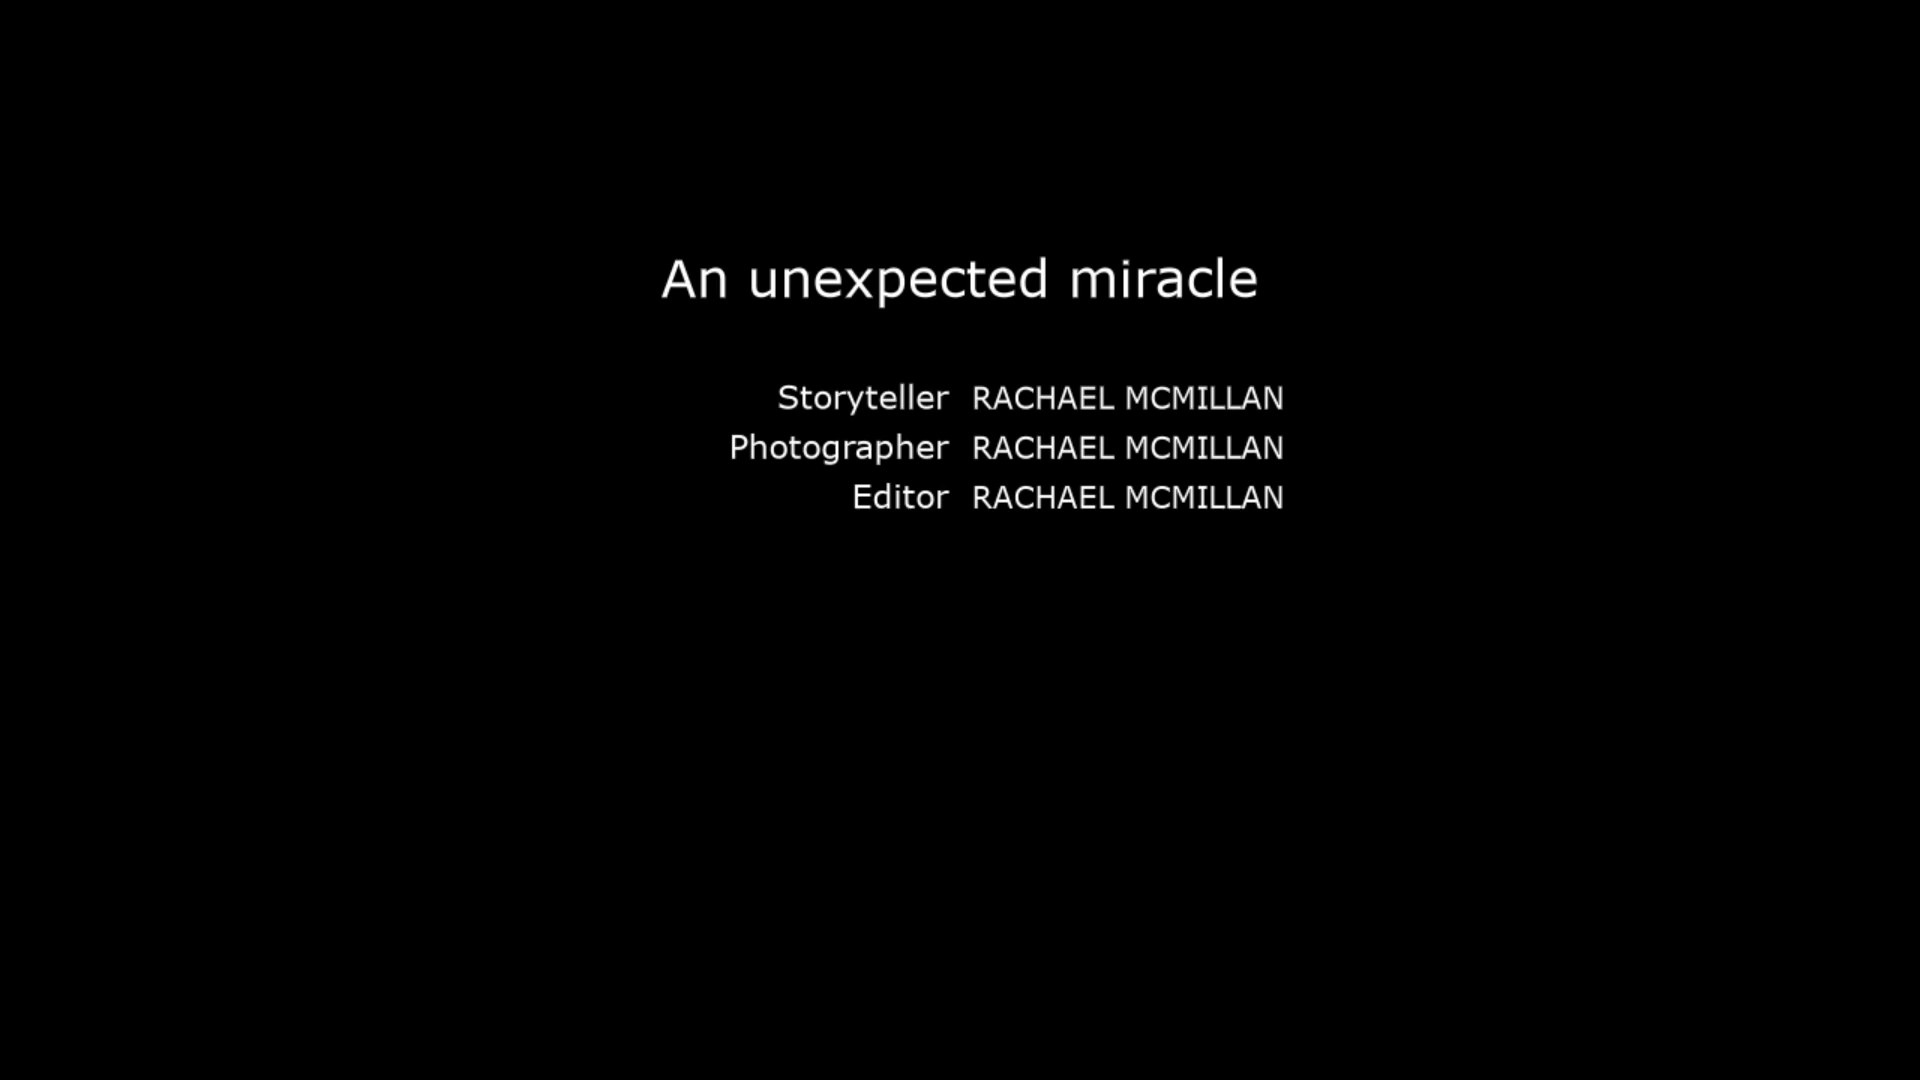 An unexpected miracle
Storyteller RACHAEL MCMILLAN
Photographer RACHAEL MCMILLAN
Editor RACHAEL MCMILLAN